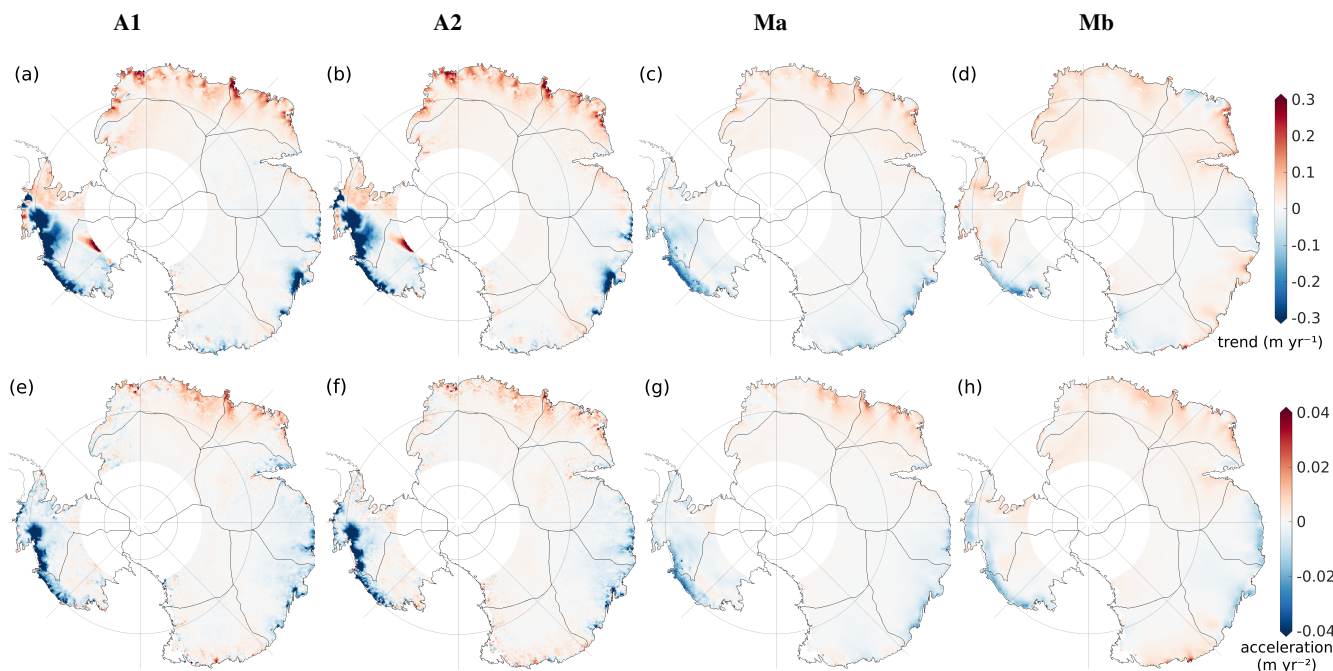 A1 A2 Ma Mb
(a) (b) (c) (d)
0.3
0.2
0.1
0
-0.1
-0.2
-0.3
trend (m yr⁻¹)
(e) (f) (g) (h)
0.04
0.02
0
-0.02
-0.04
acceleration
(m yr⁻²)